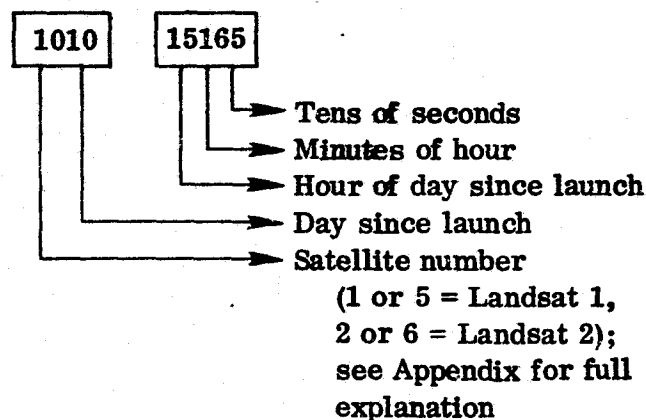 1010 15165
Tens of seconds
Minutes of hour
Hour of day since launch
Day since launch
Satellite number
(1 or 5 = Landsat 1,
2 or 6 = Landsat 2);
see Appendix for full
explanation